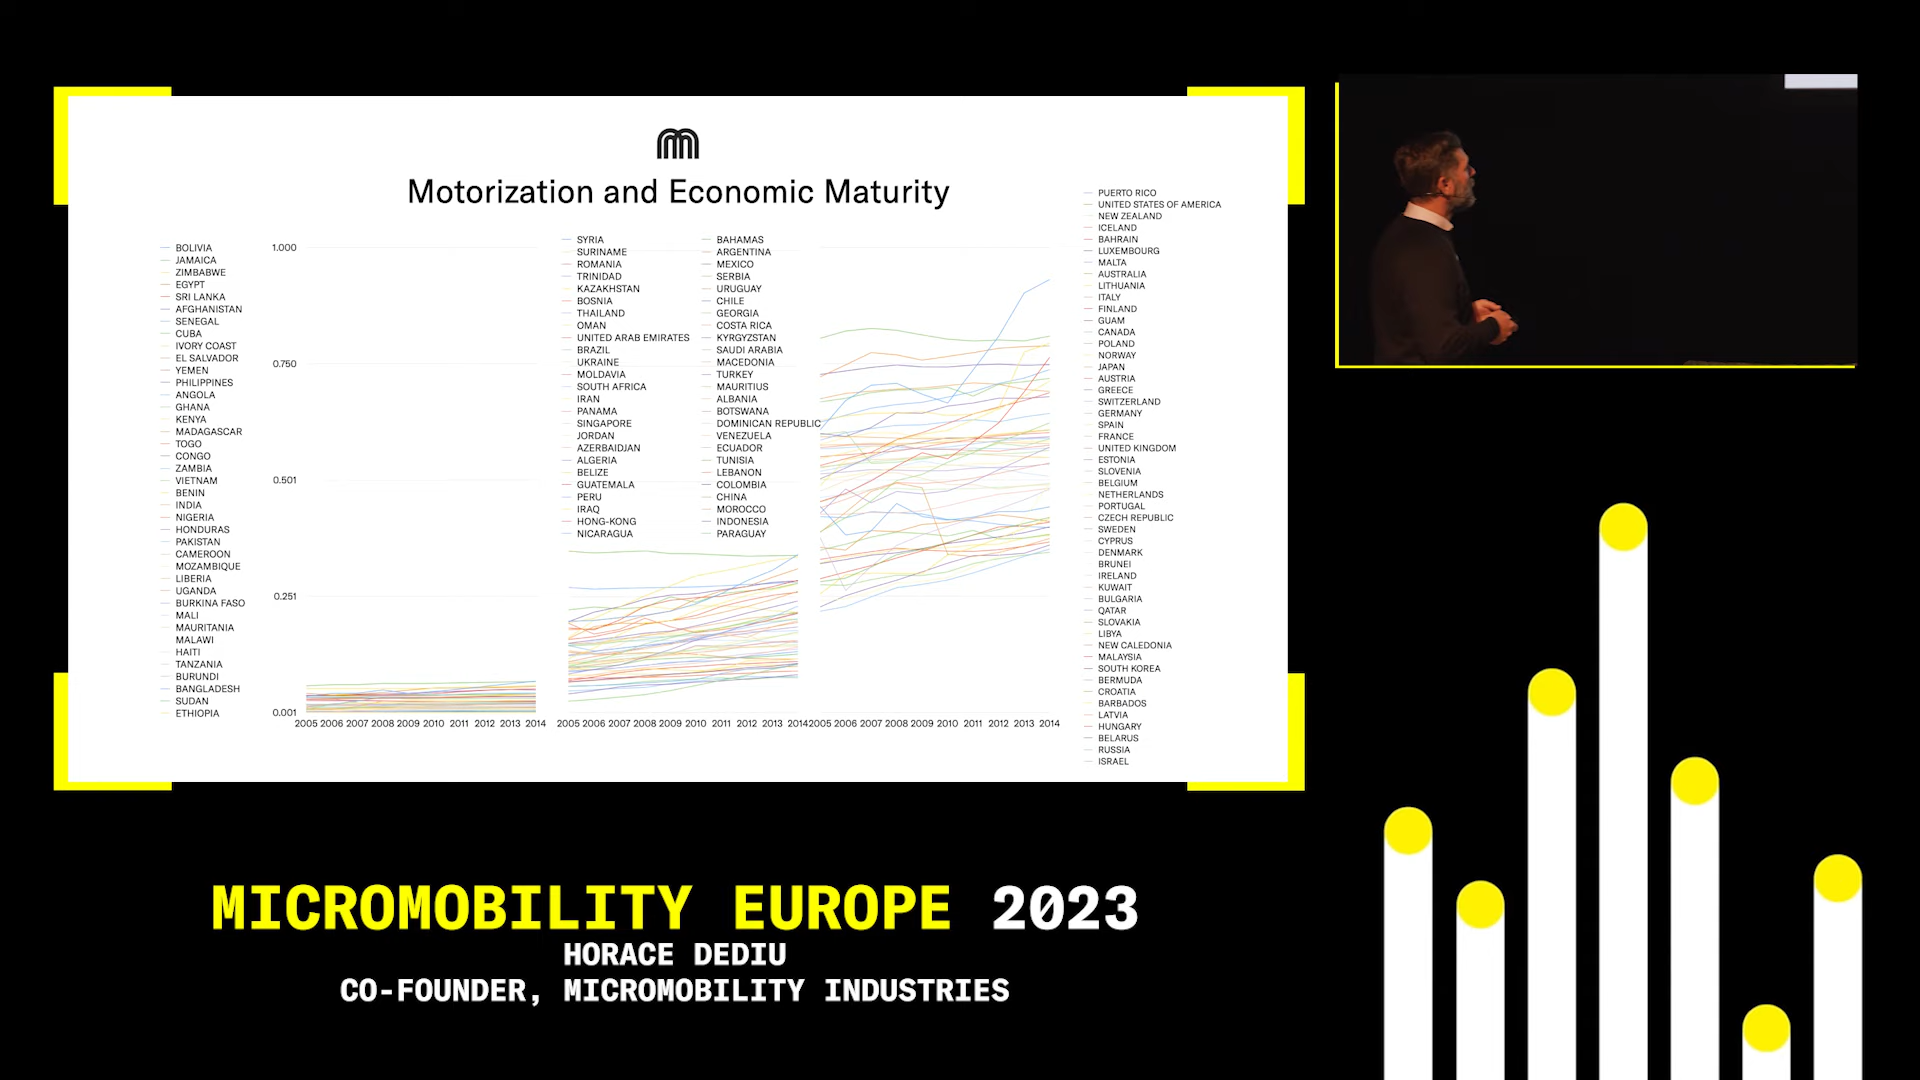 Motorization and Economic Maturity
BOLIVIA
JAMAICA
ZIMBABWE
EGYPT
SRI LANKA
AFGHANISTAN
SENEGAL
CUBA
IVORY COAST
EL SALVADOR
YEMEN
PHILIPPINES
ANGOLA
GHANA
KENYA
MADAGASCAR
TOGO
CONGO
ZAMBIA
VIETNAM
BENIN
INDIA
NIGERIA
HONDURAS
PAKISTAN
CAMEROON
MOZAMBIQUE
LIBERIA
UGANDA
BURKINA FASO
MALI
MAURITANIA
MALAWI
HAITI
TANZANIA
BURUNDI
BANGLADESH
SUDAN
ETHIOPIA
1.000
0.750
0.501
0.251
0.001
2005 2006 2007 2008 2009 2010 2011 2012 2013 2014
SYRIA
SURINAME
ROMANIA
TRINIDAD
KAZAKHSTAN
BOSNIA
THAILAND
OMAN
UNITED ARAB EMIRATES
BRAZIL
UKRAINE
MOLDAVIA
SOUTH AFRICA
IRAN
PANAMA
SINGAPORE
JORDAN
AZERBAIDJAN
ALGERIA
BELIZE
GUATEMALA
PERU
IRAQ
HONG-KONG
NICARAGUA
BAHAMAS
ARGENTINA
MEXICO
SERBIA
URUGUAY
CHILE
GEORGIA
COSTA RICA
KYRGYZSTAN
SAUDI ARABIA
MACEDONIA
TURKEY
MAURITIUS
ALBANIA
BOTSWANA
DOMINICAN REPUBLIC
VENEZUELA
ECUADOR
TUNISIA
LEBANON
COLOMBIA
CHINA
MOROCCO
INDONESIA
PARAGUAY
2005 2006 2007 2008 2009 2010 2011 2012 2013 2014
2005 2006 2007 2008 2009 2010 2011 2012 2013 2014
PUERTO RICO
UNITED STATES OF AMERICA
NEW ZEALAND
ICELAND
BAHRAIN
LUXEMBOURG
MALTA
AUSTRALIA
LITHUANIA
ITALY
FINLAND
GUAM
CANADA
POLAND
NORWAY
JAPAN
AUSTRIA
GREECE
SWITZERLAND
GERMANY
SPAIN
FRANCE
UNITED KINGDOM
ESTONIA
SLOVENIA
BELGIUM
NETHERLANDS
PORTUGAL
CZECH REPUBLIC
SWEDEN
CYPRUS
DENMARK
BRUNEI
IRELAND
KUWAIT
BULGARIA
QATAR
SLOVAKIA
LIBYA
NEW CALEDONIA
MALAYSIA
SOUTH KOREA
BERMUDA
CROATIA
BARBADOS
LATVIA
HUNGARY
BELARUS
RUSSIA
ISRAEL
MICROMOBILITY EUROPE 2023
HORACE DEDIU
CO-FOUNDER, MICROMOBILITY INDUSTRIES